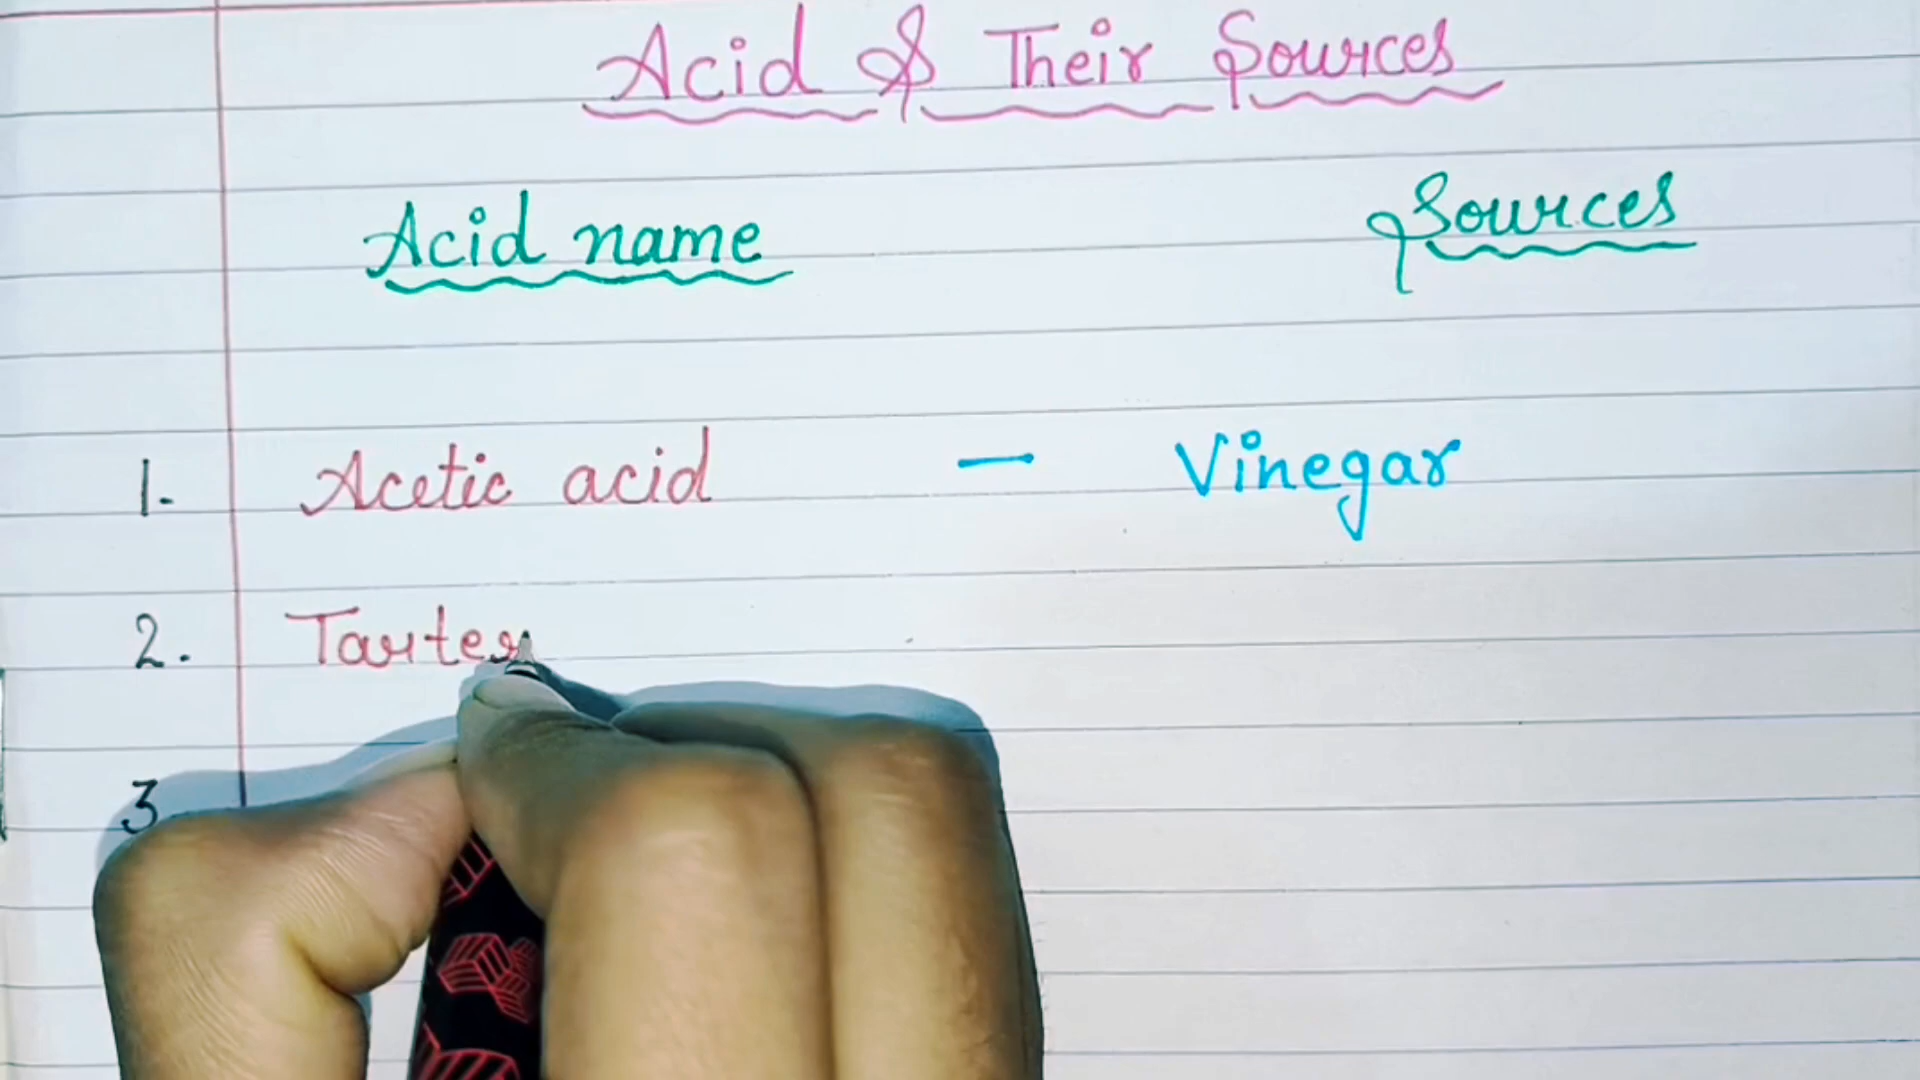 Acid & Their Sources
Acid name Sources
1. Acetic acid — Vinegar
2. Tarter
3